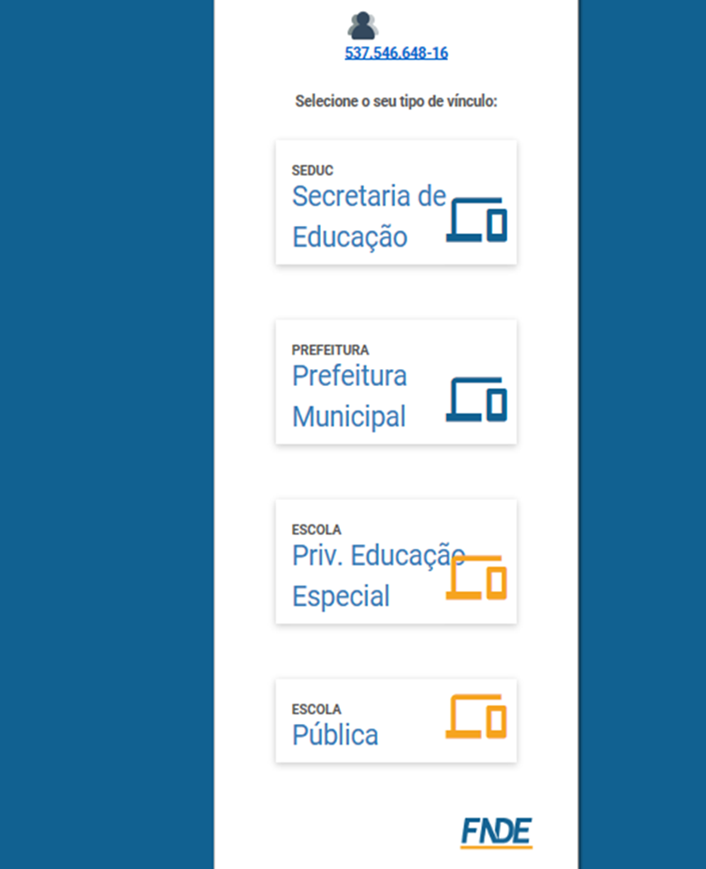 537.546.648-16
Selecione o seu tipo de vínculo:
SEDUC
Secretaria de
Educação
PREFEITURA
Prefeitura
Municipal
ESCOLA
Priv. Educação
Especial
ESCOLA
Pública
FNDE